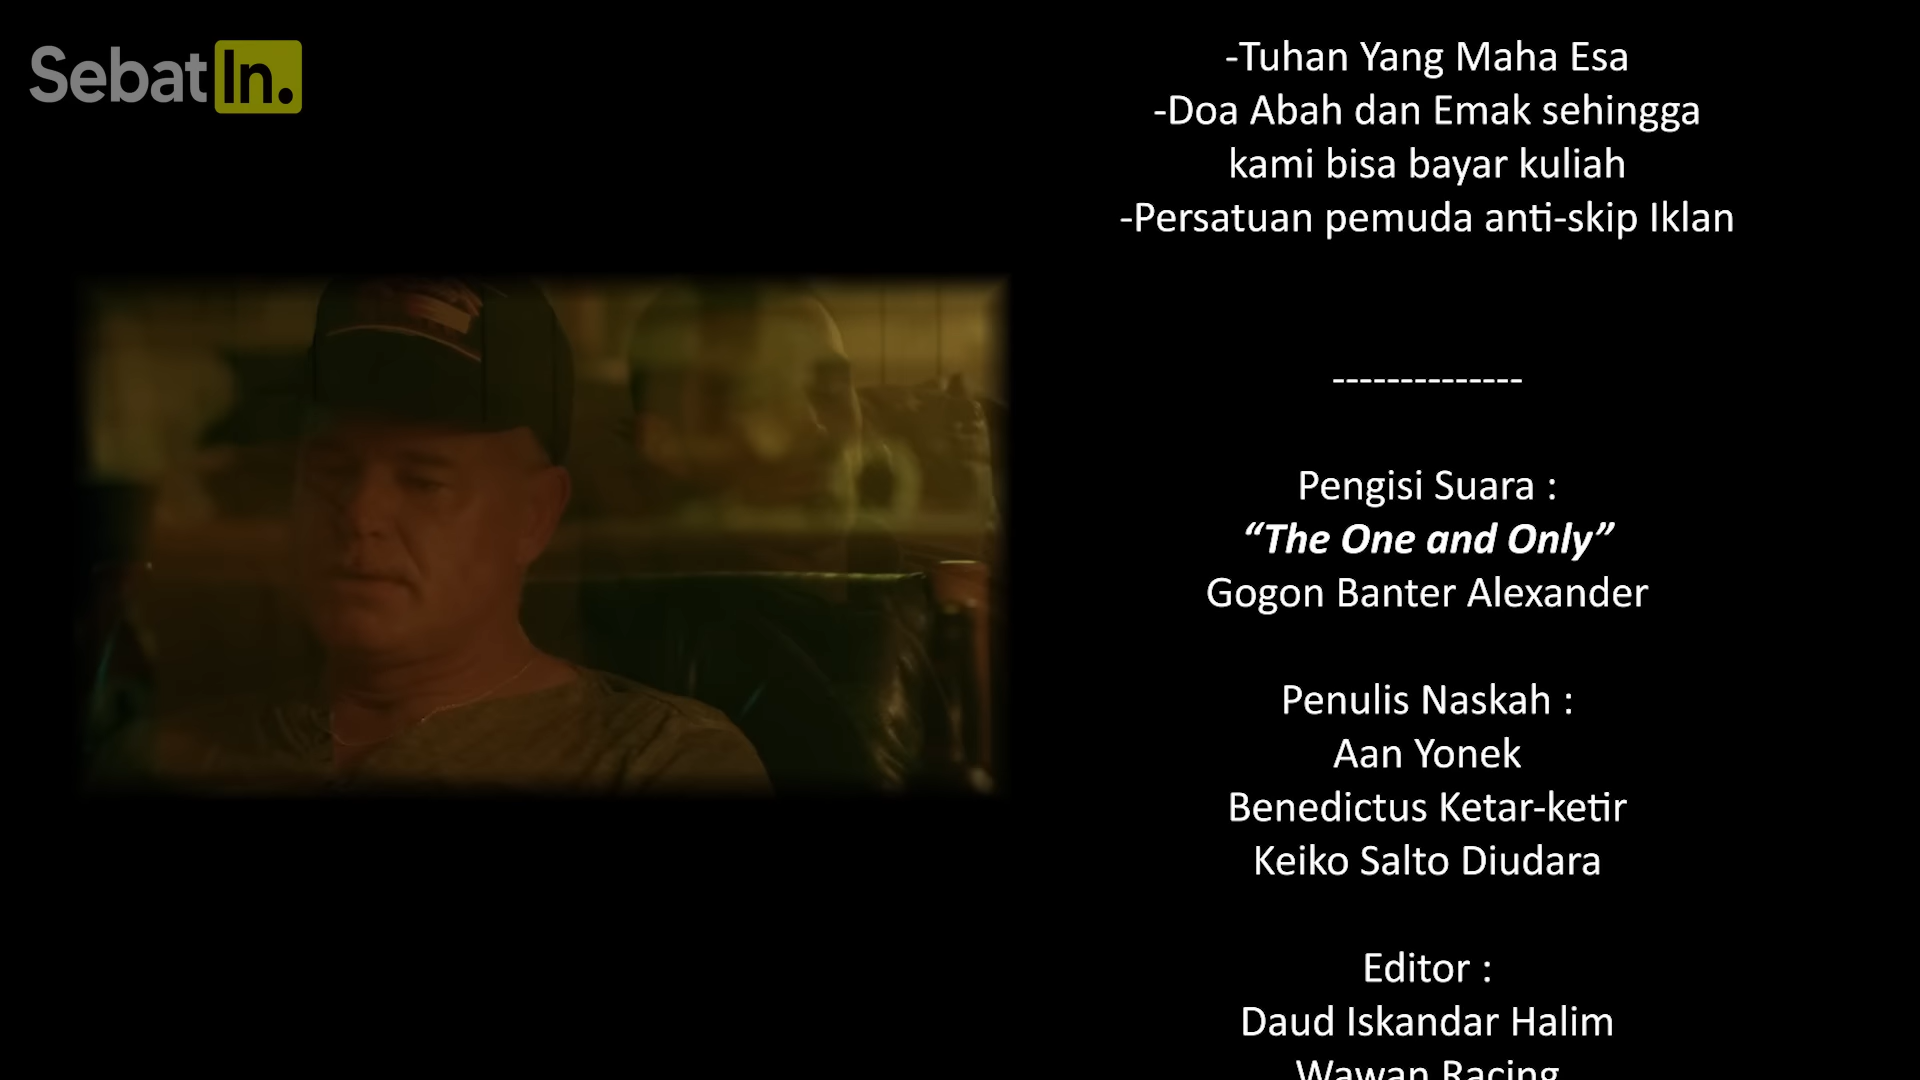 SebatIn.
-Tuhan Yang Maha Esa
-Doa Abah dan Emak sehingga
kami bisa bayar kuliah
-Persatuan pemuda anti-skip Iklan
--------------
Pengisi Suara :
“The One and Only”
Gogon Banter Alexander
Penulis Naskah :
Aan Yonek
Benedictus Ketar-ketir
Keiko Salto Diudara
Editor :
Daud Iskandar Halim
Wawan Racing